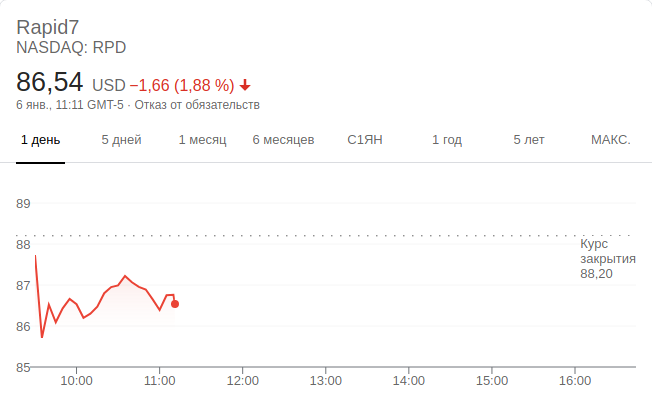 Rapid7
NASDAQ: RPD
86,54 USD −1,66 (1,88 %)
6 янв., 11:11 GMT-5 · Отказ от обязательств
1 день 5 дней 1 месяц 6 месяцев С1ЯН 1 год 5 лет МАКС.
89
88
87
86
85
Курс
закрытия
88,20
10:00 11:00 12:00 13:00 14:00 15:00 16:00